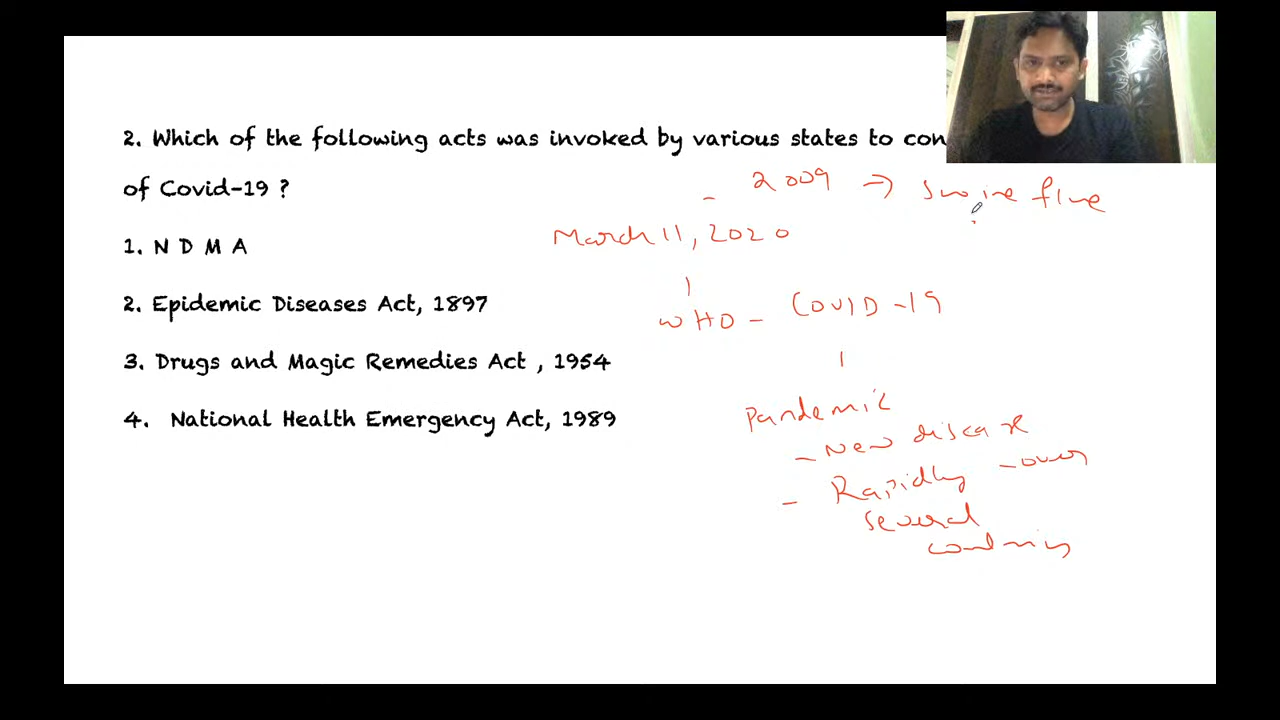 2. Which of the following acts was invoked by various states to con
of Covid-19 ?
- 2009 → Swine flue
March 11, 2020
1. N D M A
2. Epidemic Diseases Act, 1897
WHO - COVID -19
3. Drugs and Magic Remedies Act , 1954
Pandemic
4. National Health Emergency Act, 1989
- New disease
- Rapidly - over
several